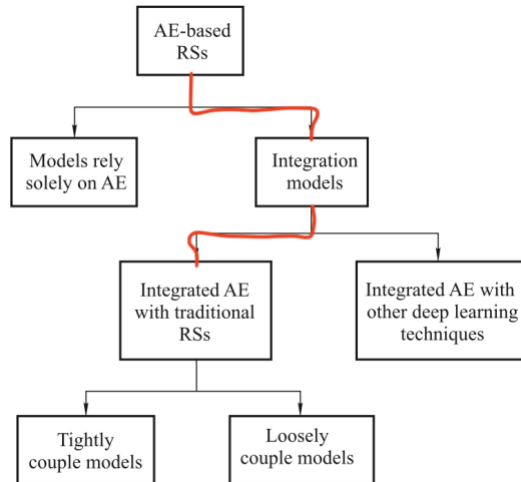 AE-based
RSs
Models rely
solely on AE
Integration
models
Integrated AE
with traditional
RSs
Integrated AE with
other deep learning
techniques
Tightly
couple models
Loosely
couple models